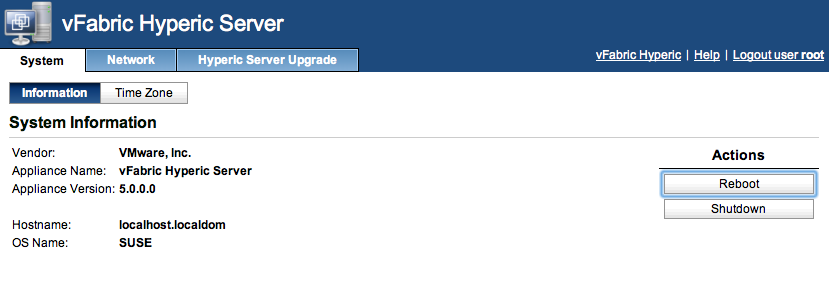 vFabric Hyperic Server
System Network Hyperic Server Upgrade vFabric Hyperic | Help | Logout user root
Information Time Zone
System Information
Vendor: VMware, Inc.
Appliance Name: vFabric Hyperic Server
Appliance Version: 5.0.0.0
Hostname: localhost.localdom
OS Name: SUSE
Actions
Reboot
Shutdown